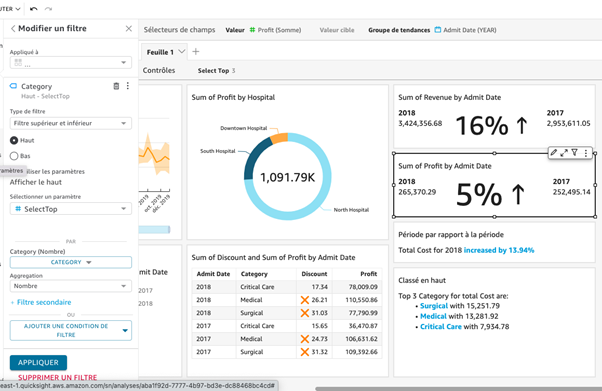 UTER
Modifier un filtre
Appliqué à
...
Category
Haut - SelectTop
Type de filtre
Filtre supérieur et inférieur
Haut
Bas
liser les paramètres
Afficher le haut
Sélectionner un paramètre
# SelectTop
PAR
Category (Nombre)
CATEGORY
Aggregation
Nombre
+ Filtre secondaire
OU
AJOUTER UNE CONDITION DE
FILTRE
APPLIQUER
SUPPRIMER UN FILTRE
east-1.quicksight.aws.amazon.com/sn/analyses/aba1f92d-7777-4b97-bd3e-dc88468bc4cd#
Sélecteurs de champs
Valeur # Profit (Somme)
Valeur cible
Groupe de tendances Admit Date (YEAR)
Feuille 1
Contrôles
Select Top 3
oct. 2019
déc. 2019
mit Date
2017
2018
Sum of Profit by Hospital
Downtown Hospital
South Hospital
1,091.79K
North Hospital
Sum of Discount and Sum of Profit by Admit Date
Admit Date Category Discount Profit
2018 Critical Care 17.34 78,009.09
2018 Medical 26.21 110,550.86
2018 Surgical 31.03 77,790.99
2017 Critical Care 15.65 36,470.87
2017 Medical 24.73 106,631.62
2017 Surgical 31.32 109,392.66
Sum of Revenue by Admit Date
2018 2017
3,424,356.68 16% 2,953,611.05
Sum of Profit by Admit Date
2018 2017
265,370.29 5% 252,495.14
Période par rapport à la période
Total Cost for 2018 increased by 13.94%
Classé en haut
Top 3 Category for total Cost are:
• Surgical with 15,251.79
• Medical with 13,281.92
• Critical Care with 7,934.78